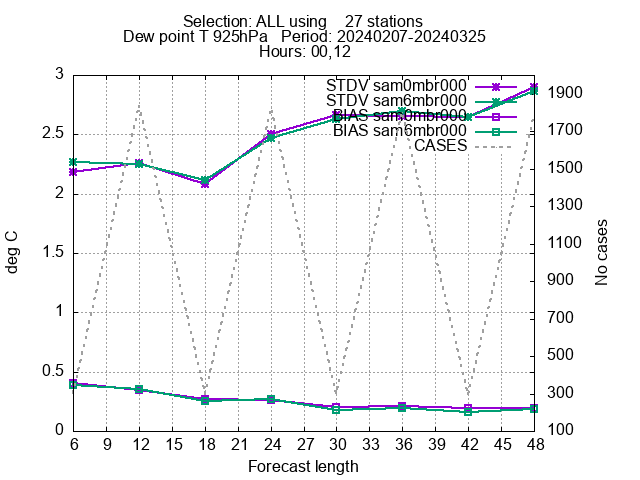 Selection: ALL using    27 stations
Dew point T 925hPa   Period: 20240207-20240325
Hours: 00,12
STDV sam0mbr000
STDV sam6mbr000
BIAS sam0mbr000
BIAS sam6mbr000
CASES
deg C
3
2.5
2
1.5
1
0.5
0
No cases
1900
1700
1500
1300
1100
900
700
500
300
100
6 9 12 15 18 21 24 27 30 33 36 39 42 45 48
Forecast length